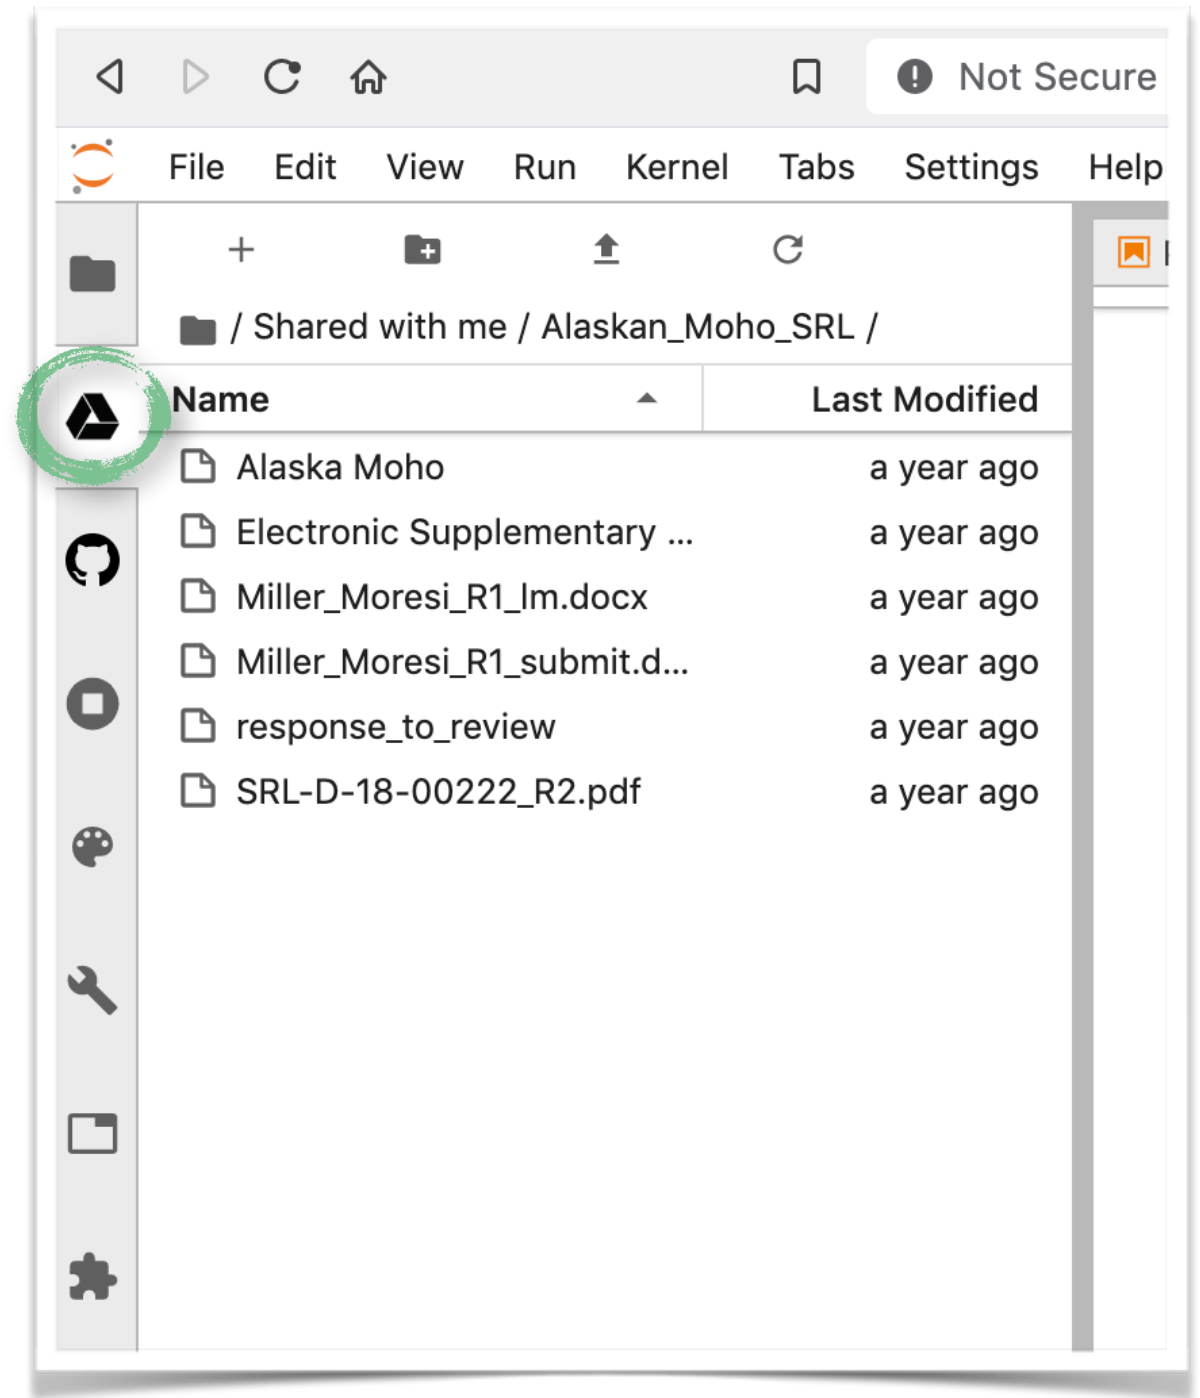 Not Secure
File Edit View Run Kernel Tabs Settings Help
/ Shared with me / Alaskan_Moho_SRL /
Name Last Modified
Alaska Moho a year ago
Electronic Supplementary ... a year ago
Miller_Moresi_R1_lm.docx a year ago
Miller_Moresi_R1_submit.d... a year ago
response_to_review a year ago
SRL-D-18-00222_R2.pdf a year ago